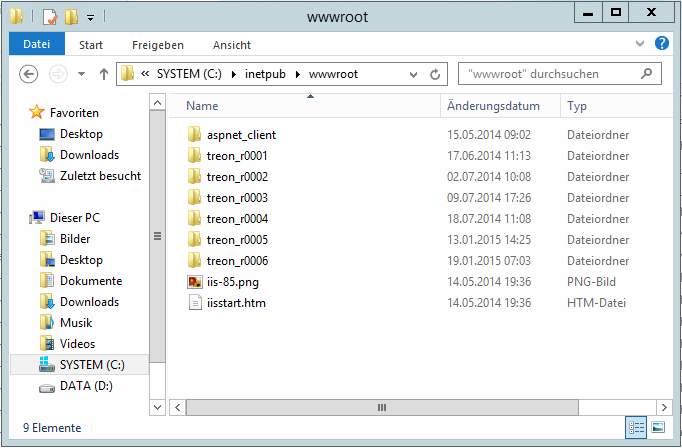 wwwroot
Datei Start Freigeben Ansicht
« SYSTEM (C:) inetpub wwwroot "wwwroot" durchsuchen
Name Änderungsdatum Typ
Favoriten
Desktop
Downloads
Zuletzt besucht
Dieser PC
Bilder
Desktop
Dokumente
Downloads
Musik
Videos
SYSTEM (C:)
DATA (D:)
aspnet_client 15.05.2014 09:02 Dateiordner
treon_r0001 17.06.2014 11:13 Dateiordner
treon_r0002 02.07.2014 10:08 Dateiordner
treon_r0003 09.07.2014 17:26 Dateiordner
treon_r0004 18.07.2014 11:08 Dateiordner
treon_r0005 13.01.2015 14:25 Dateiordner
treon_r0006 19.01.2015 07:03 Dateiordner
iis-85.png 14.05.2014 19:36 PNG-Bild
iisstart.htm 14.05.2014 19:36 HTM-Datei
9 Elemente